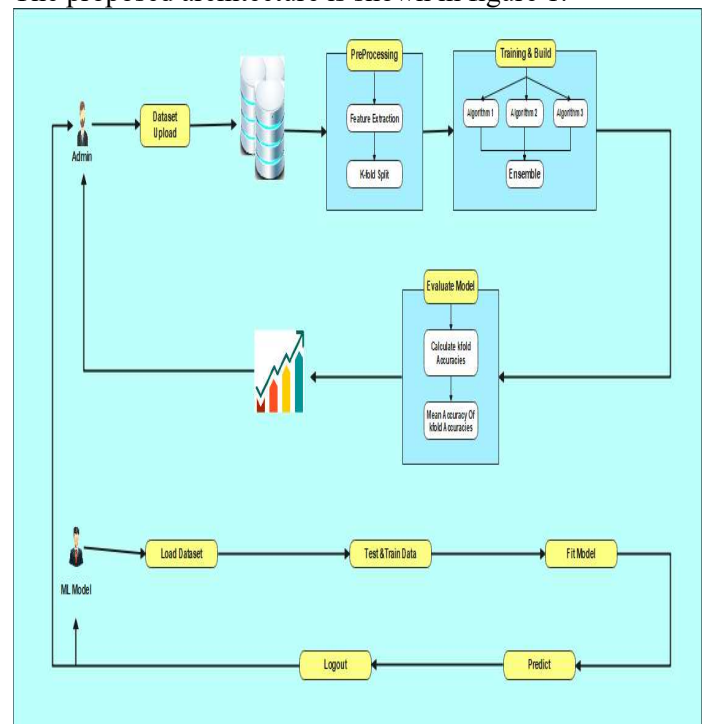 The proposed architecture is shown in figure 1.
PreProcessing
Training & Build
Dataset
Upload
Admin
Feature Extraction
Algorithm 1
Algorithm 2
Algorithm 3
K-fold Split
Ensemble
Evaluate Model
Calculate kfold
Accuracies
Mean Accuracy Of
kfold Accuracies
Load Dataset
Test &Train Data
Fit Model
ML Model
Logout
Predict